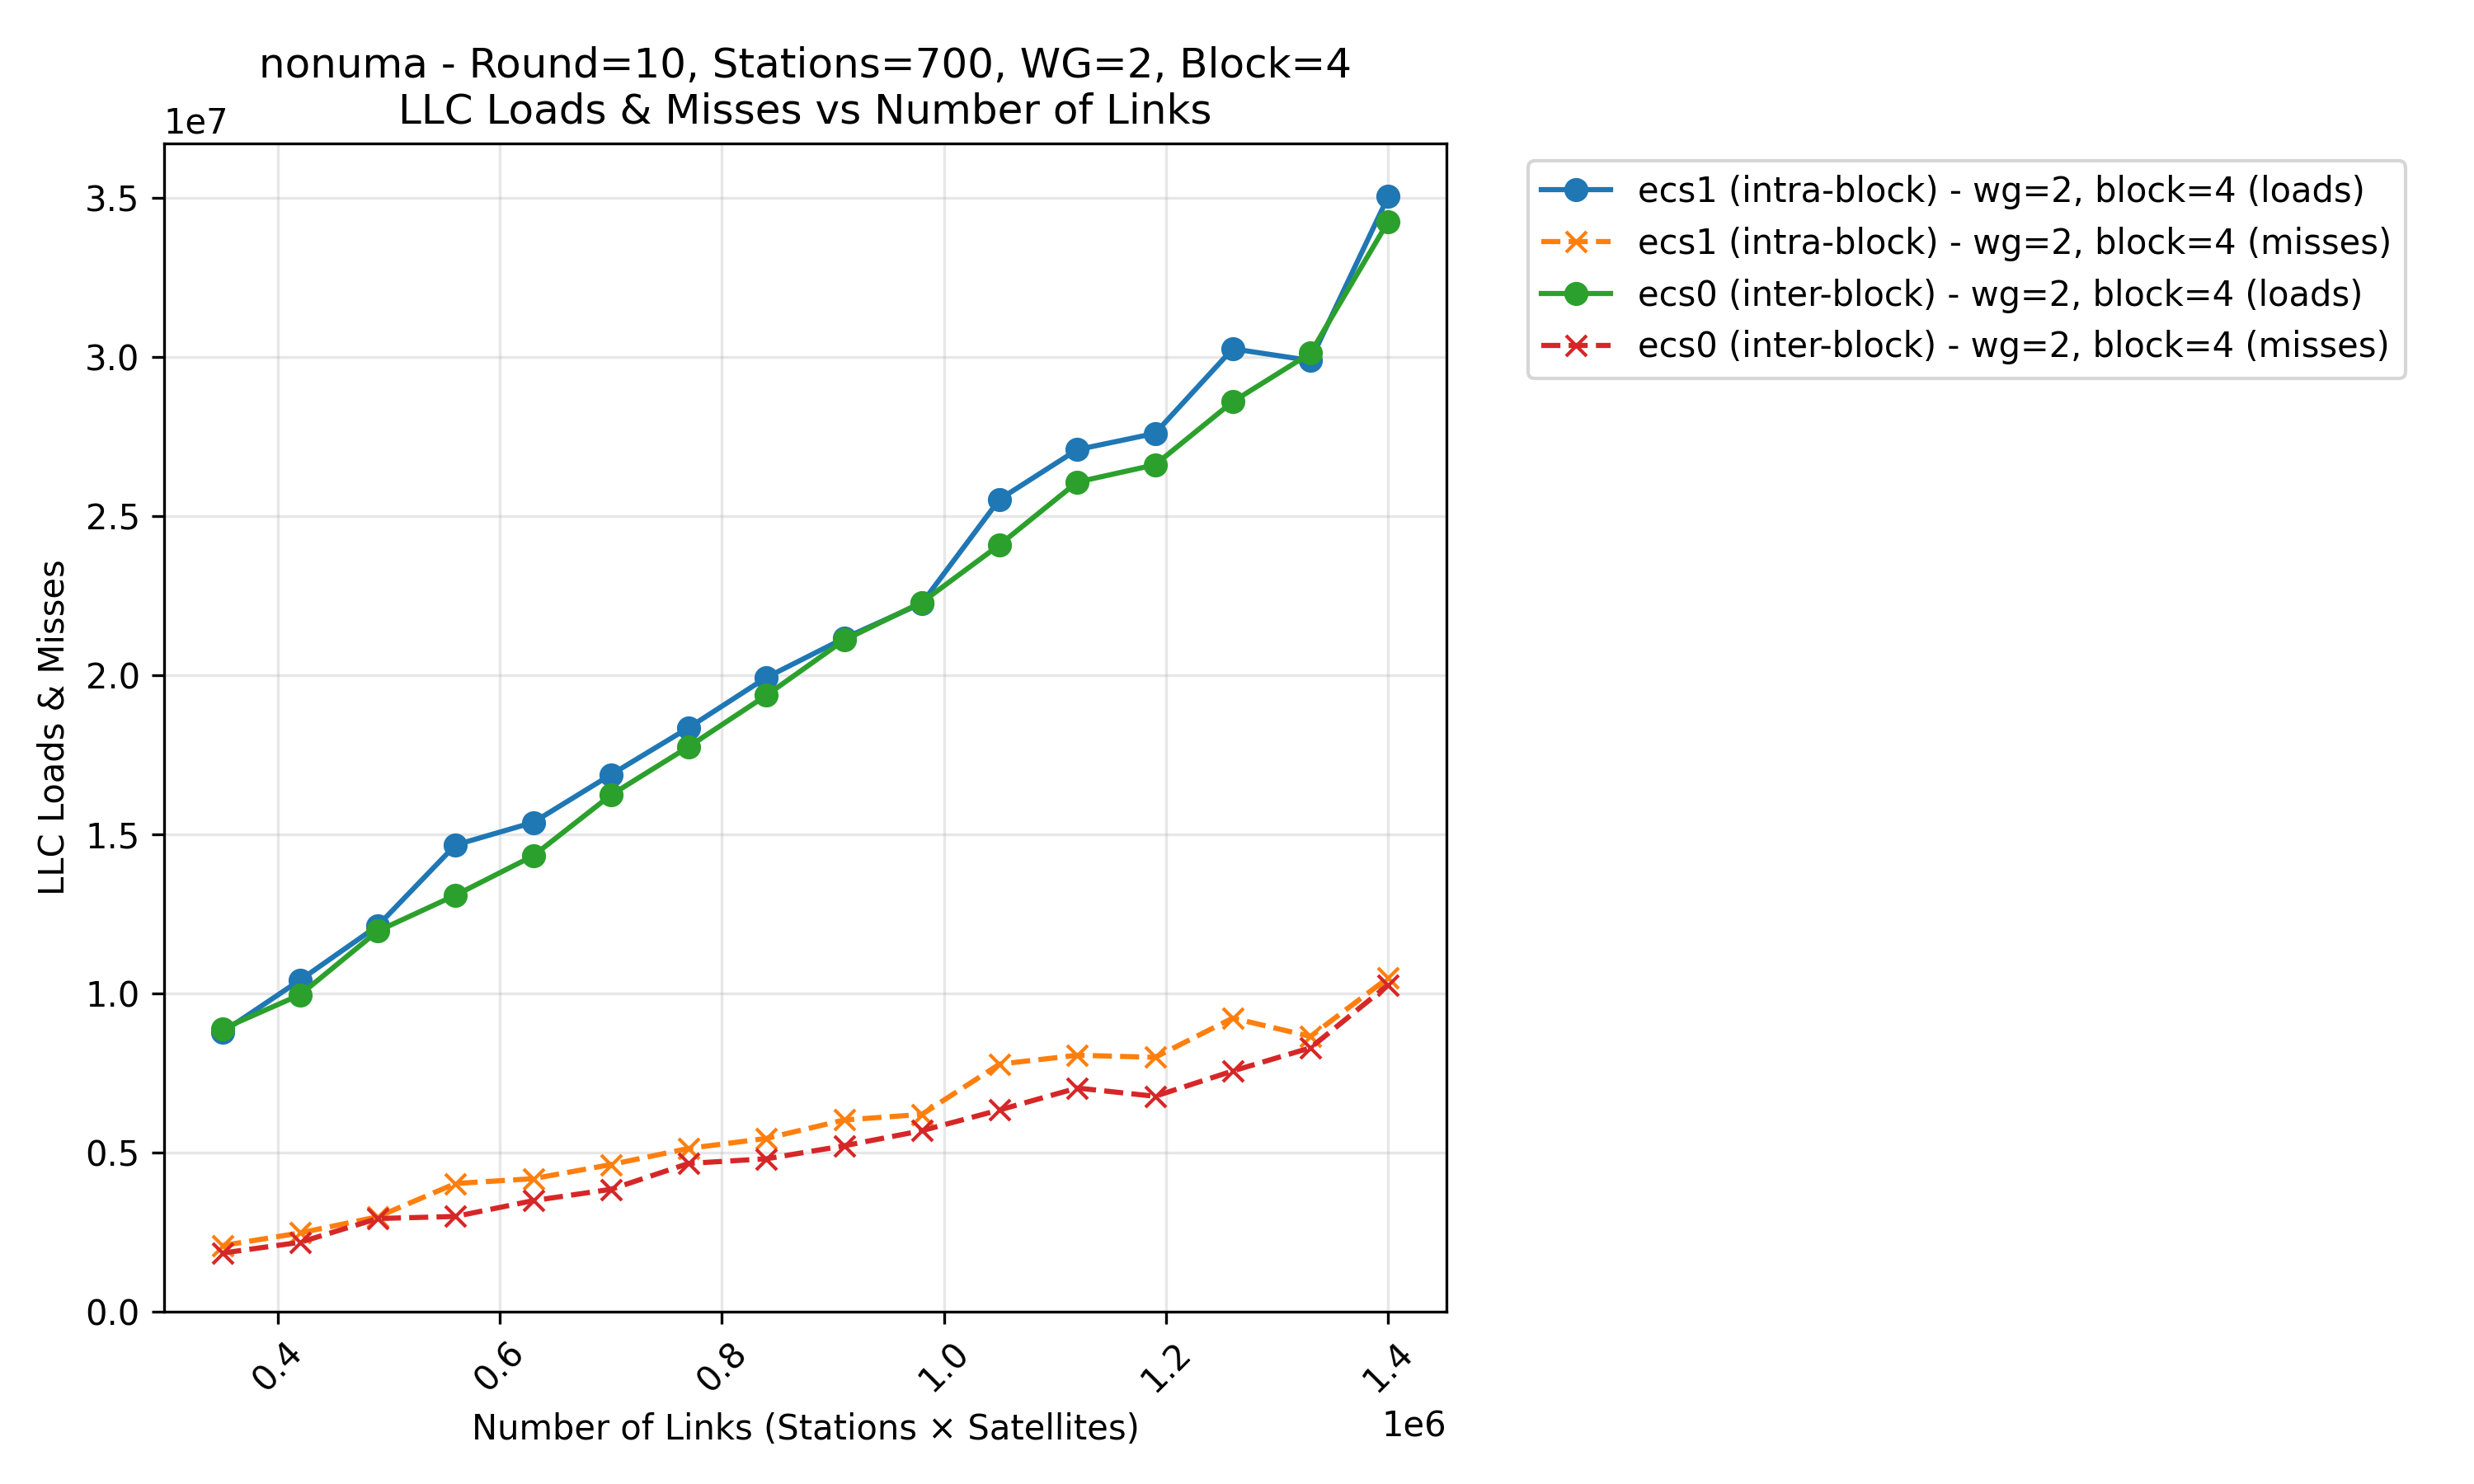 nonuma - Round=10, Stations=700, WG=2, Block=4
LLC Loads & Misses vs Number of Links
1e7
3.5
3.0
2.5
2.0
1.5
1.0
0.5
0.0
LLC Loads & Misses
0.4
0.6
0.8
1.0
1.2
1.4
1e6
Number of Links (Stations × Satellites)
ecs1 (intra-block) - wg=2, block=4 (loads)
ecs1 (intra-block) - wg=2, block=4 (misses)
ecs0 (inter-block) - wg=2, block=4 (loads)
ecs0 (inter-block) - wg=2, block=4 (misses)